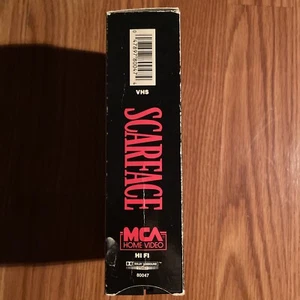 VHS
SCARFACE
MCA
HOME VIDEO
HI FI
80047